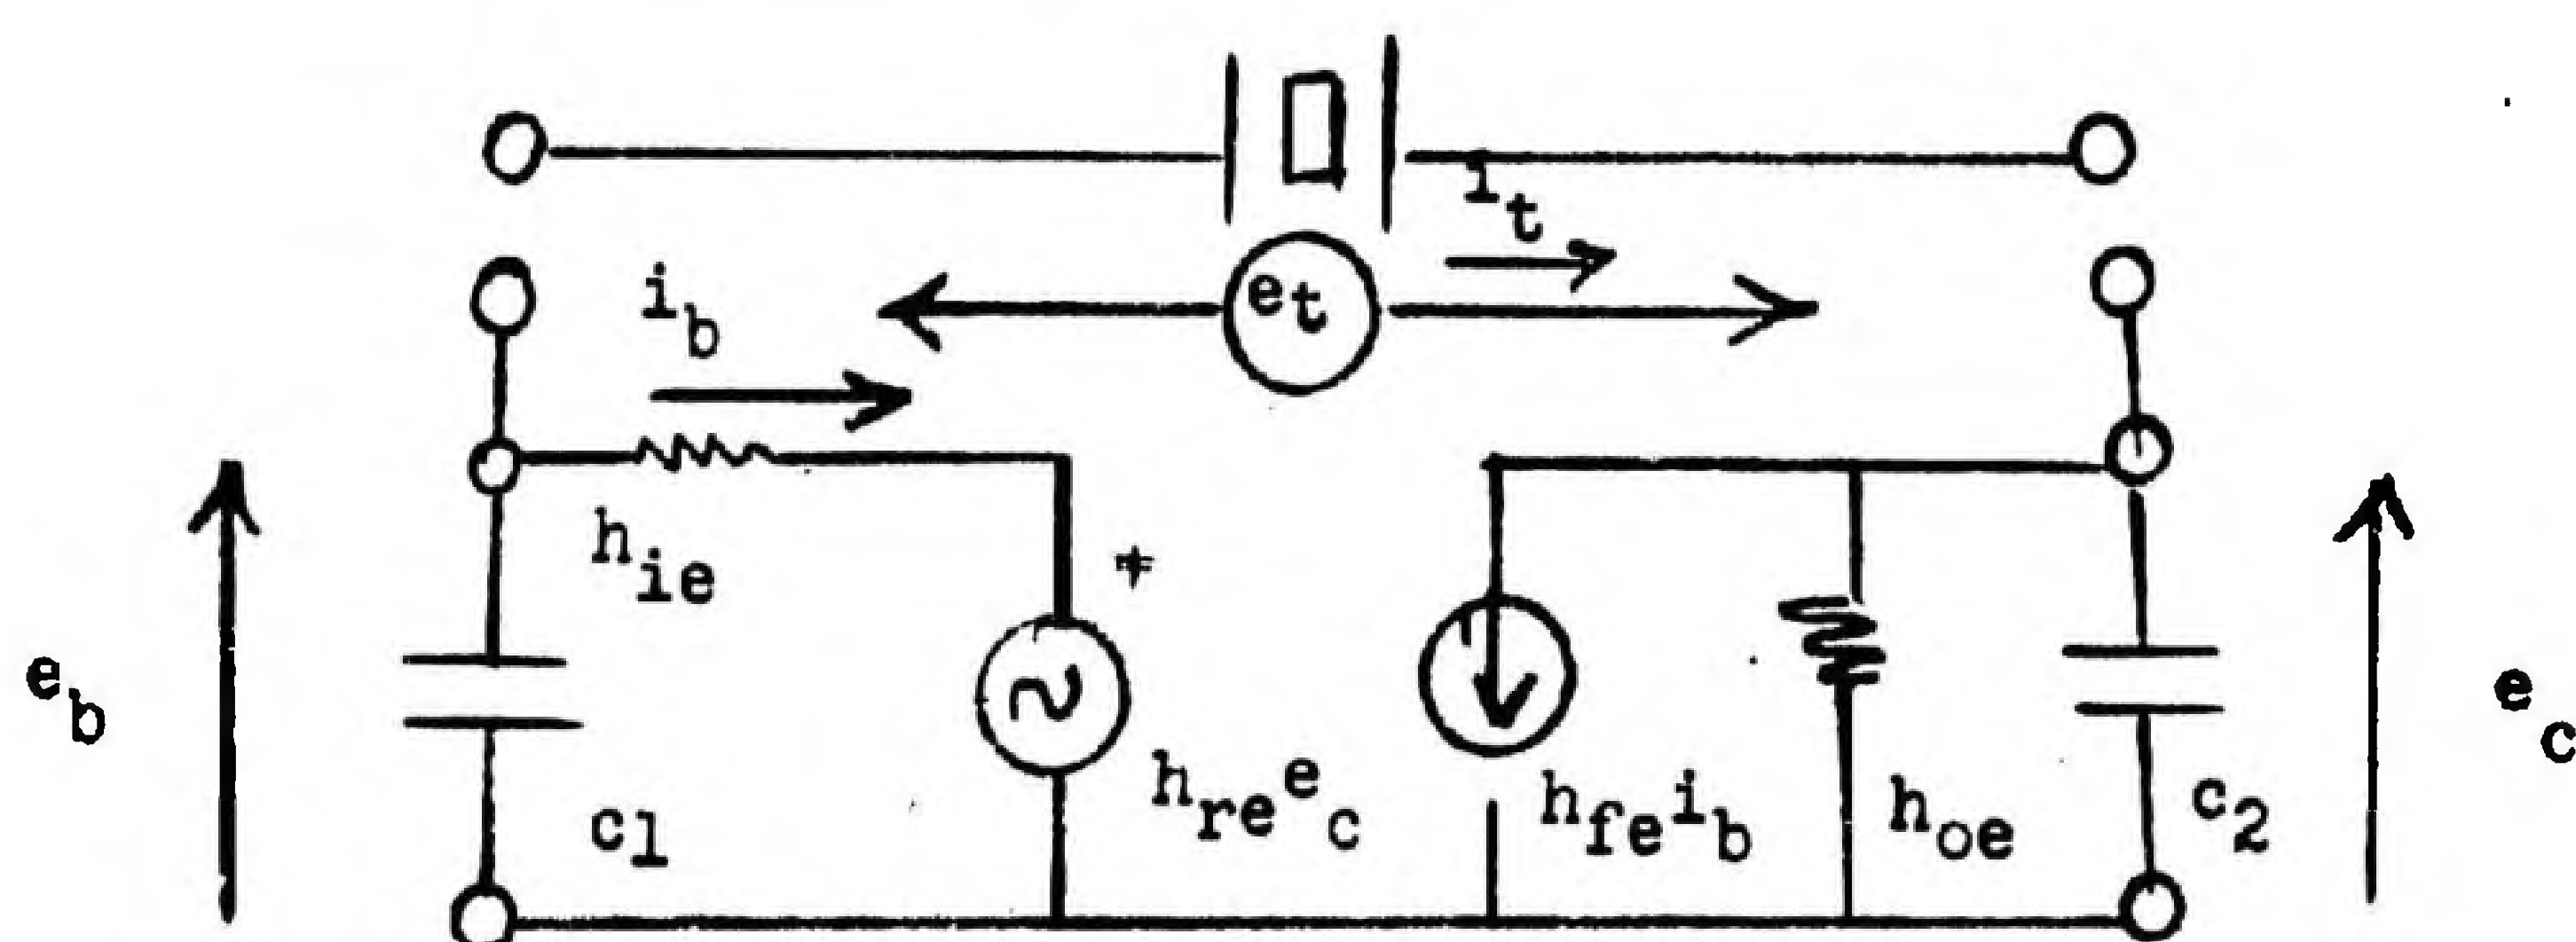 i_t
e_t
i_b
h_ie
+
e_b
h_re e_c
h_fe i_b
h_oe
c_2
e_c
c_1